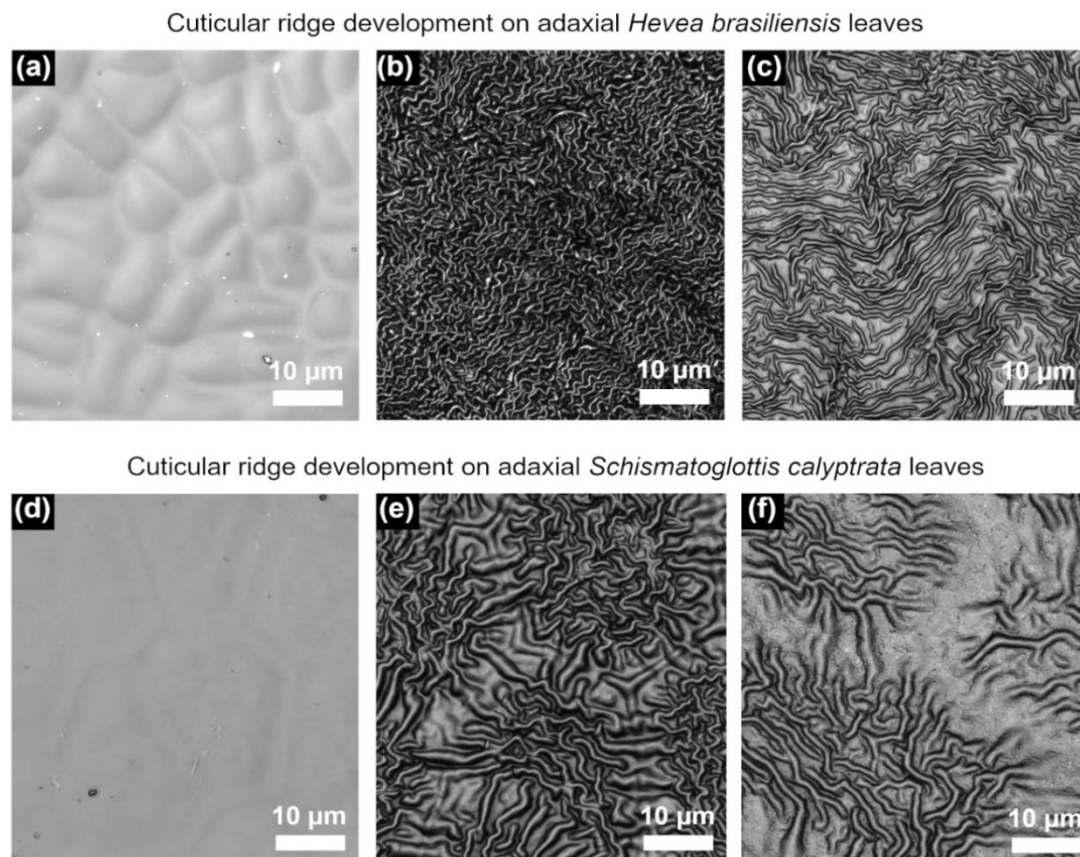 Cuticular ridge development on adaxial Hevea brasiliensis leaves
(a)
(b)
(c)
10 µm
10 µm
10 µm
Cuticular ridge development on adaxial Schismatoglottis calyptrata leaves
(d)
(e)
(f)
10 µm
10 µm
10 µm